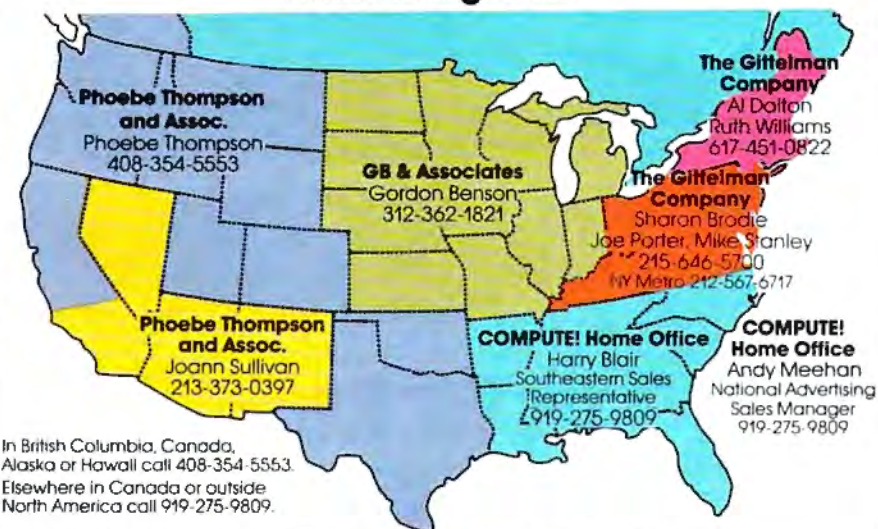 The Gittelman
Company
Al Dalton
Ruth Williams
617-451-0822
Phoebe Thompson
and Assoc.
Phoebe Thompson
408-354-5553
GB & Associates
Gordon Benson
312-362-1821
The Gittelman
Company
Sharon Brodie
Joe Porter, Mike Stanley
215-646-5700
NY Metro 212-567-6717
Phoebe Thompson
and Assoc.
Joann Sullivan
213-373-0397
COMPUTE! Home Office
Harry Blair
Southeastern Sales
Representative
919-275-9809
COMPUTE!
Home Office
Andy Meehan
National Advertising
Sales Manager
919-275-9809
In British Columbia, Canada,
Alaska or Hawaii call 408-354-5553.
Elsewhere in Canada or outside
North America call 919-275-9809.